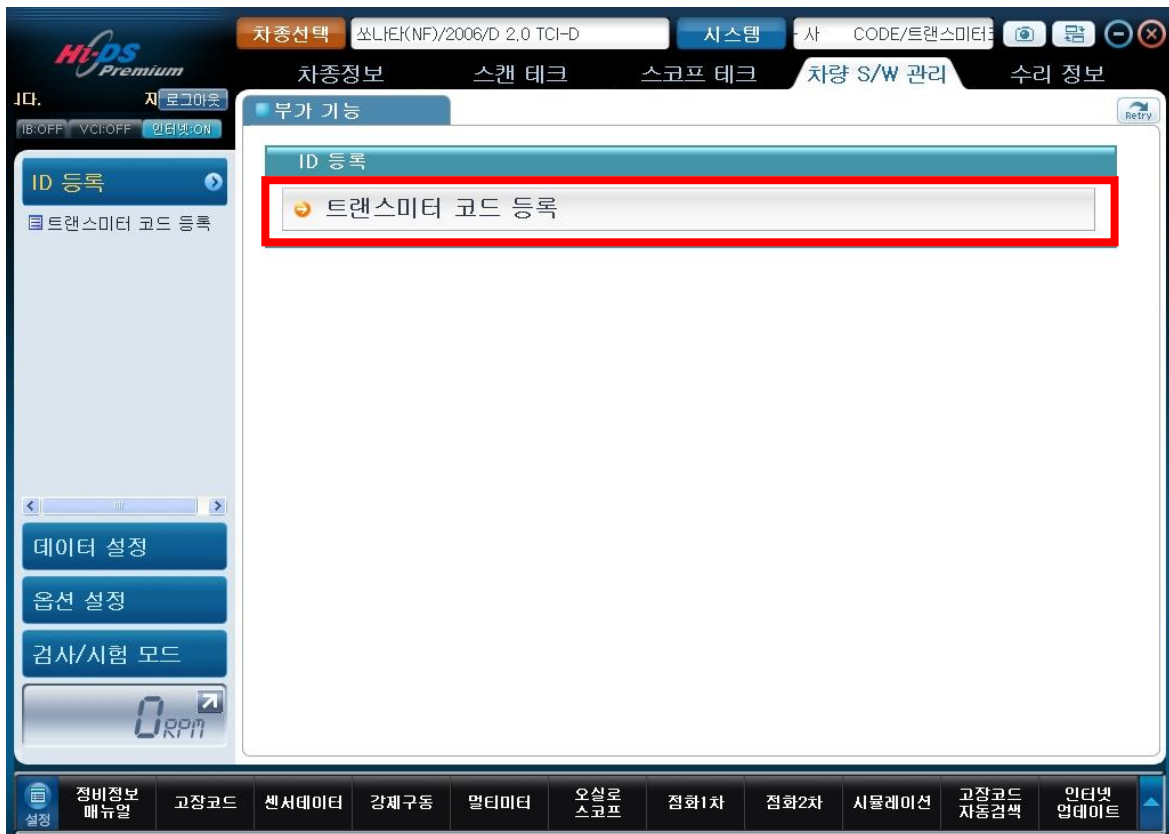 Hi-DS
Premium
차종선택
쏘나타(NF)/2006/D 2.0 TCI-D
시스템
사 CODE/트랜스미터
차종정보
스캔 테크
스코프 테크
차량 S/W 관리
수리 정보
니다.
지
로그아웃
IB:OFF
VCI:OFF
인터넷:ON
부가 기능
Retry
ID 등록
트랜스미터 코드 등록
ID 등록
트랜스미터 코드 등록
데이터 설정
옵션 설정
검사/시험 모드
0 RPM
설정
정비정보
매뉴얼
고장코드
센서데이터
강제구동
멀티미터
오실로
스코프
점화1차
점화2차
시뮬레이션
고장코드
자동검색
인터넷
업데이트